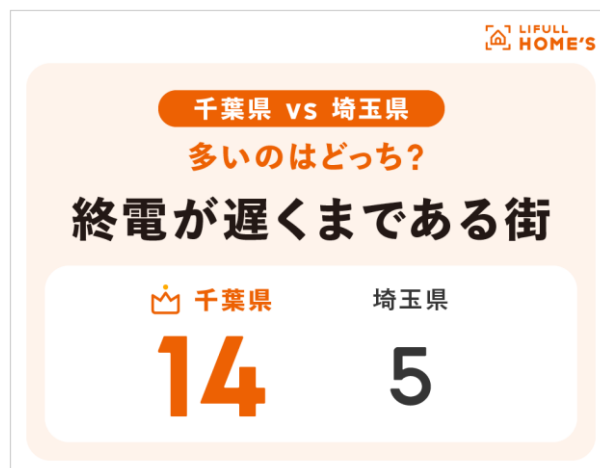 LIFULL
HOME'S
千葉県 vs 埼玉県
多いのはどっち?
終電が遅くまである街
千葉県 埼玉県
14 5